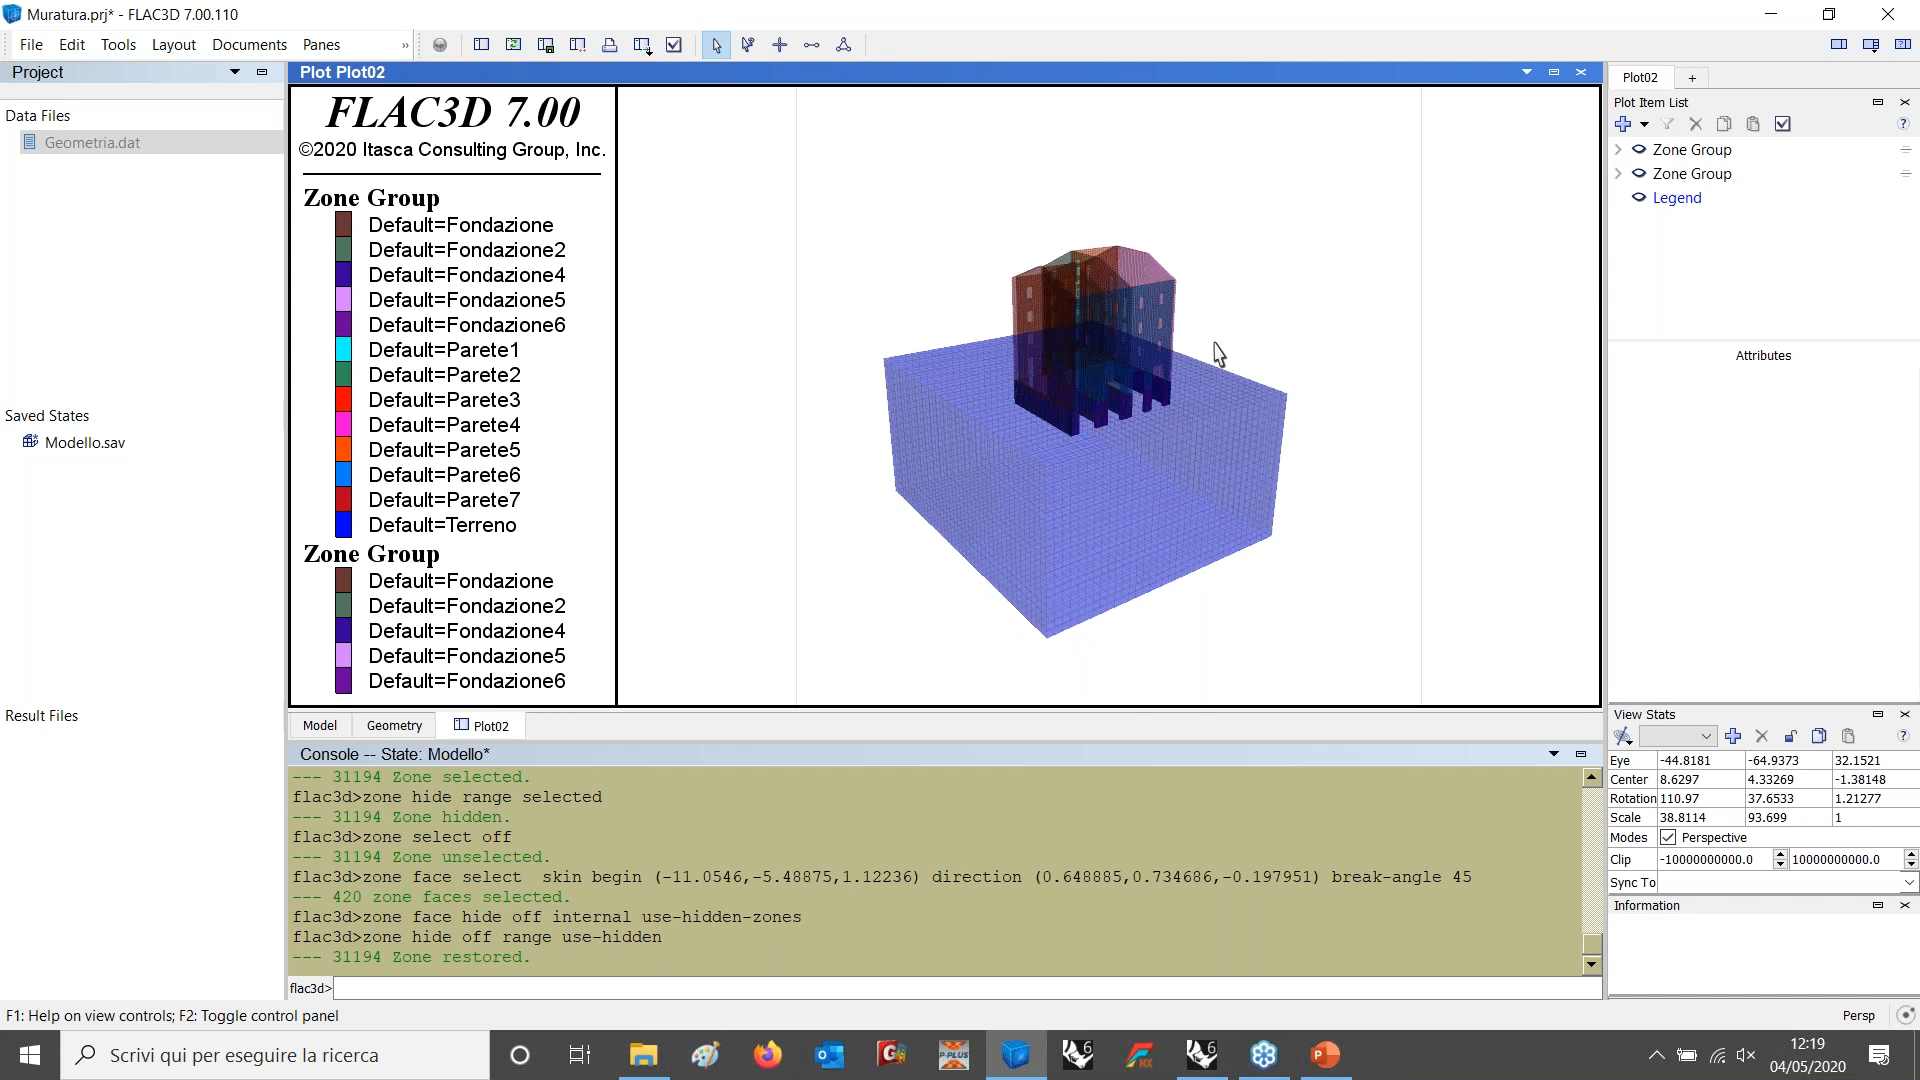 Muratura.prj* - FLAC3D 7.00.110
File Edit Tools Layout Documents Panes »
Project
Data Files
Geometria.dat
Saved States
Modello.sav
Result Files
Plot Plot02
FLAC3D 7.00
©2020 Itasca Consulting Group, Inc.
Zone Group
Default=Fondazione
Default=Fondazione2
Default=Fondazione4
Default=Fondazione5
Default=Fondazione6
Default=Parete1
Default=Parete2
Default=Parete3
Default=Parete4
Default=Parete5
Default=Parete6
Default=Parete7
Default=Terreno
Zone Group
Default=Fondazione
Default=Fondazione2
Default=Fondazione4
Default=Fondazione5
Default=Fondazione6
Model Geometry Plot02
Console -- State: Modello*
--- 31194 Zone selected.
flac3d>zone hide range selected
--- 31194 Zone hidden.
flac3d>zone select off
--- 31194 Zone unselected.
flac3d>zone face select  skin begin (-11.0546,-5.48875,1.12236) direction (0.648885,0.734686,-0.197951) break-angle 45
--- 420 zone faces selected.
flac3d>zone face hide off internal use-hidden-zones
flac3d>zone hide off range use-hidden
--- 31194 Zone restored.
flac3d>
Plot02 +
Plot Item List
Zone Group
Zone Group
Legend
Attributes
View Stats
Eye -44.8181 -64.9373 32.1521
Center 8.6297 4.33269 -1.38148
Rotation 110.97 37.6533 1.21277
Scale 38.8114 93.699 1
Modes Perspective
Clip -10000000000.0 10000000000.0
Sync To
Information
F1: Help on view controls; F2: Toggle control panel
Persp
Scrivi qui per eseguire la ricerca
12:19
04/05/2020